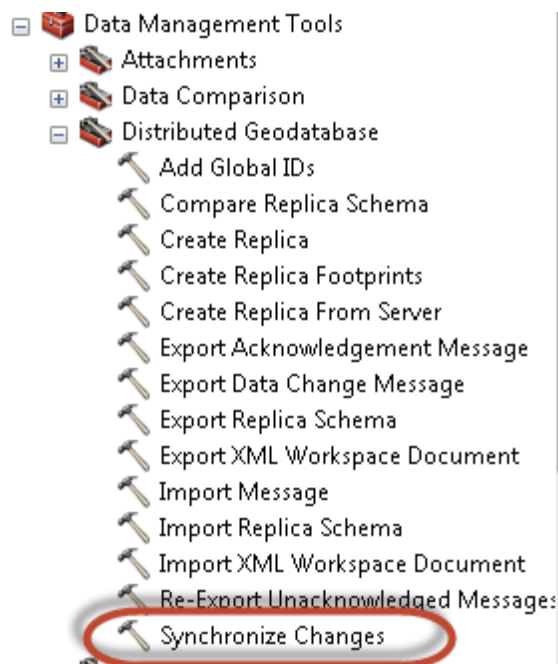 Data Management Tools
Attachments
Data Comparison
Distributed Geodatabase
Add Global IDs
Compare Replica Schema
Create Replica
Create Replica Footprints
Create Replica From Server
Export Acknowledgement Message
Export Data Change Message
Export Replica Schema
Export XML Workspace Document
Import Message
Import Replica Schema
Import XML Workspace Document
Re-Export Unacknowledged Messages
Synchronize Changes